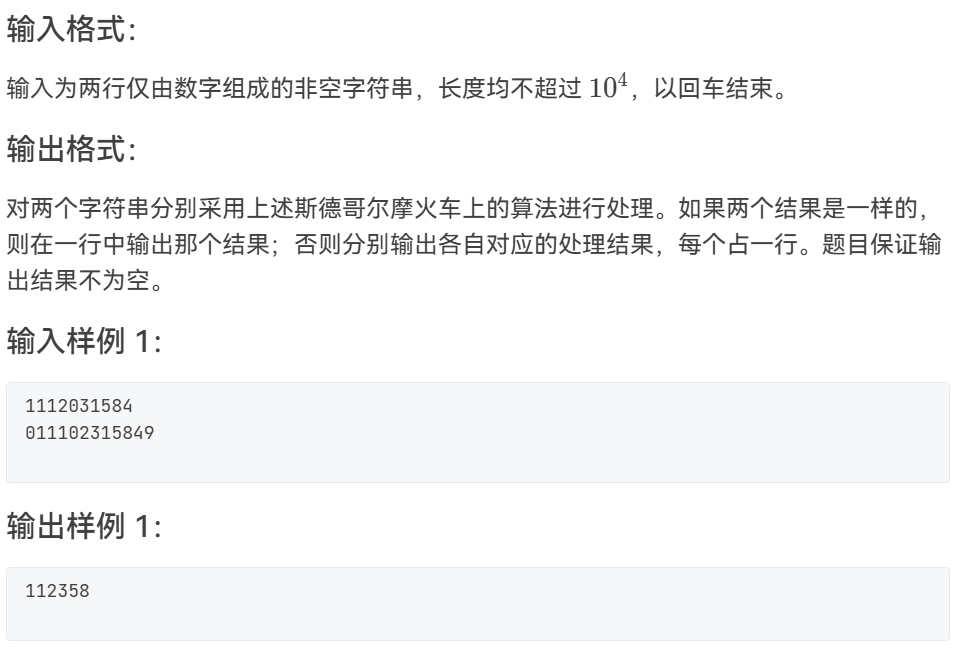 输入格式：
输入为两行仅由数字组成的非空字符串，长度均不超过 10⁴，以回车结束。
输出格式：
对两个字符串分别采用上述斯德哥尔摩火车上的算法进行处理。如果两个结果是一样的，
则在一行中输出那个结果；否则分别输出各自对应的处理结果，每个占一行。题目保证输
出结果不为空。
输入样例 1：
1112031584
011102315849
输出样例 1：
112358